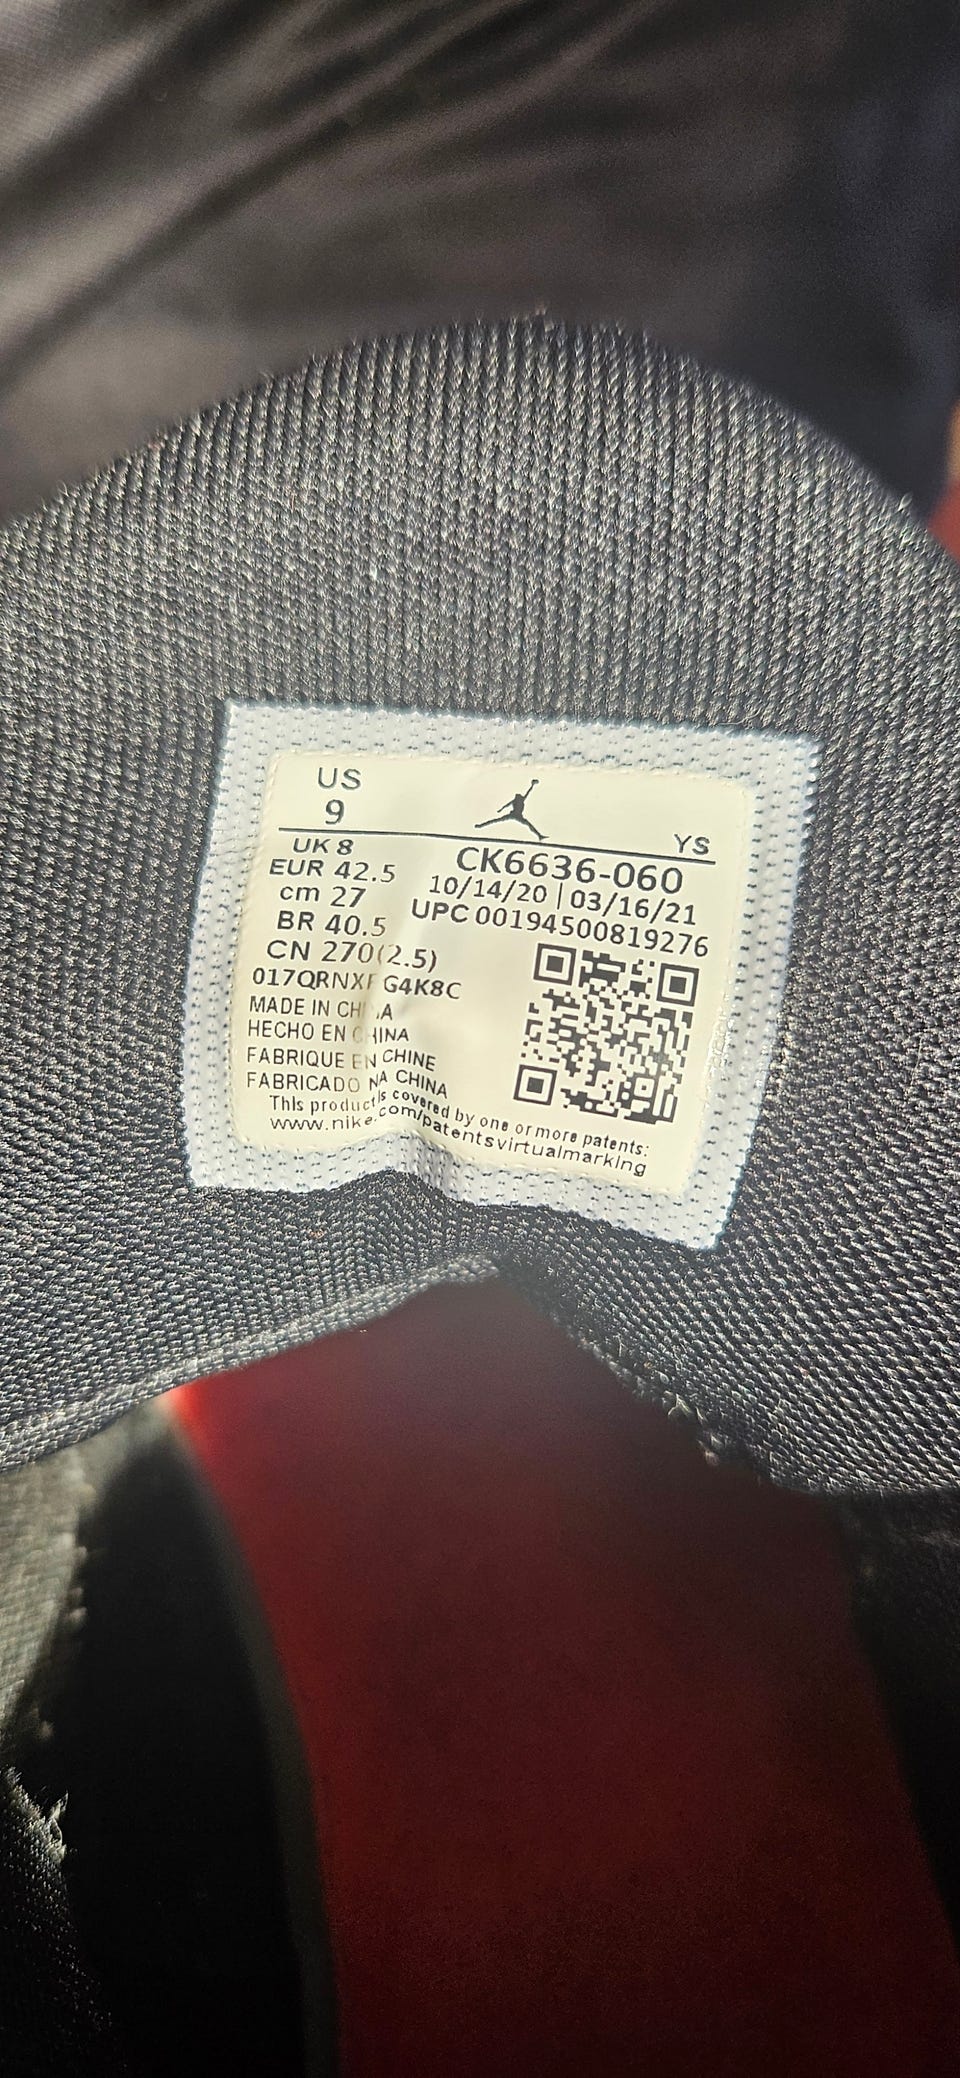 US
9
YS
UK 8
EUR 42.5
cm 27
BR 40.5
CN 270(2.5)
CK6636-060
10/14/20 | 03/16/21
UPC 00194500819276
G4K8C
MADE IN CHINA
HECHO EN CHINA
FABRIQUE EN CHINE
FABRICADO NA CHINA
This product is covered by one or more patents:
www.nike.com/patentsvirtualmarking